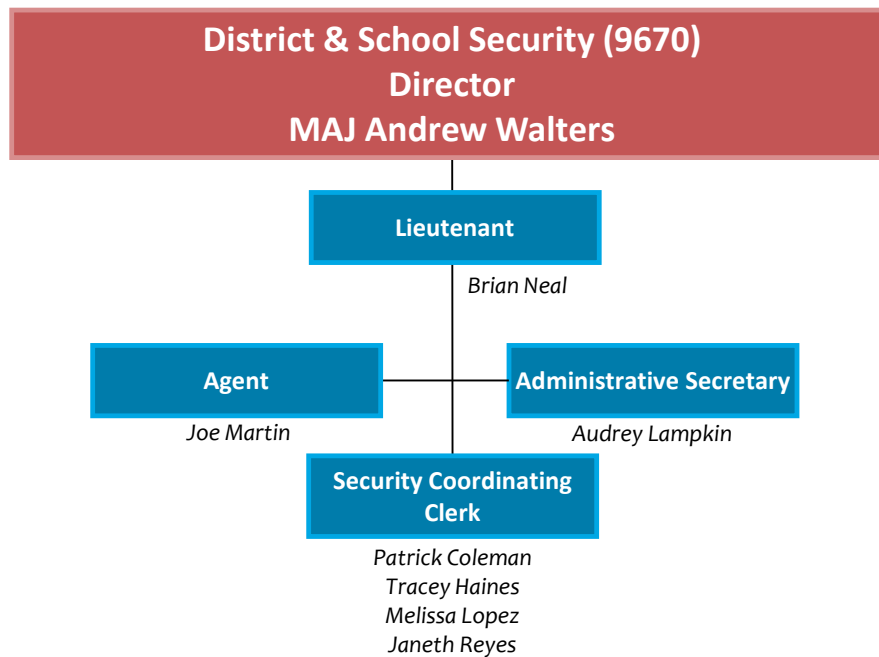 District & School Security (9670)
Director
MAJ Andrew Walters
Lieutenant
Brian Neal
Agent
Joe Martin
Administrative Secretary
Audrey Lampkin
Security Coordinating
Clerk
Patrick Coleman
Tracey Haines
Melissa Lopez
Janeth Reyes